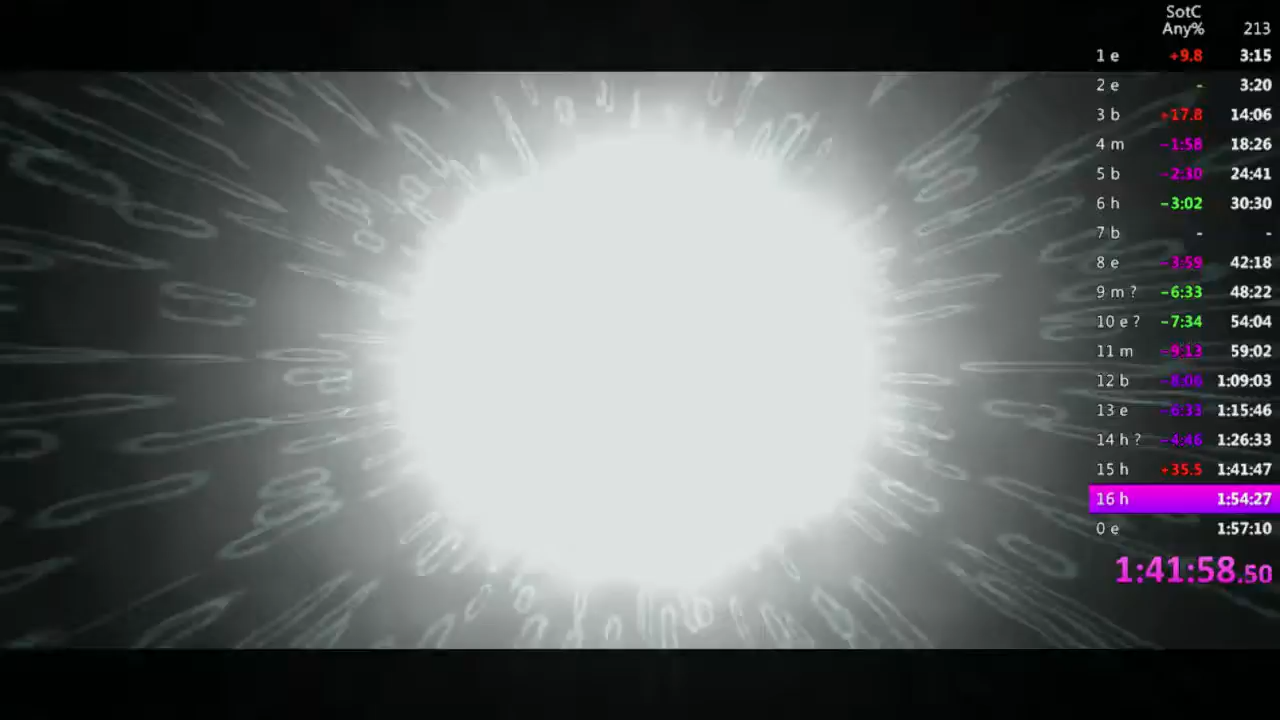 SotC
Any% 213
1 e +9.8 3:15
2 e - 3:20
3 b +17.8 14:06
4 m -1:58 18:26
5 b -2:30 24:41
6 h -3:02 30:30
7 b - -
8 e -3:59 42:18
9 m ? -6:33 48:22
10 e ? -7:34 54:04
11 m -9:13 59:02
12 b -8:06 1:09:03
13 e -6:33 1:15:46
14 h ? -4:46 1:26:33
15 h +35.5 1:41:47
16 h 1:54:27
0 e 1:57:10
1:41:58.50